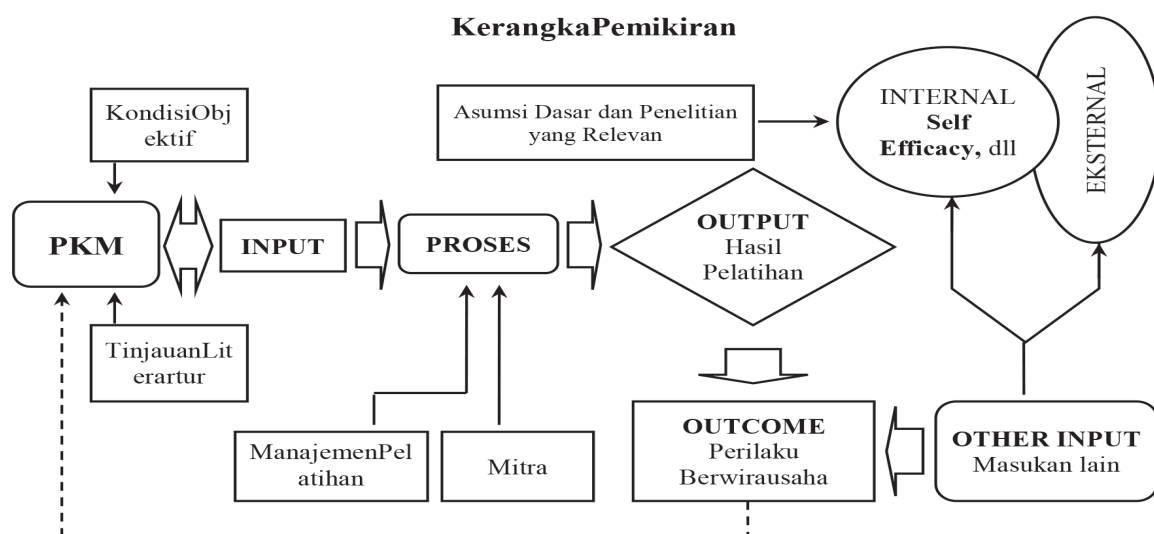 KerangkaPemikiran
KondisiObj
ektif
Asumsi Dasar dan Penelitian
yang Relevan
INTERNAL
Self
Efficacy, dll
EKSTERNAL
PKM
INPUT
PROSES
OUTPUT
Hasil
Pelatihan
TinjauanLit
erartur
ManajemenPel
atihan
Mitra
OUTCOME
Perilaku
Berwirausaha
OTHER INPUT
Masukan lain